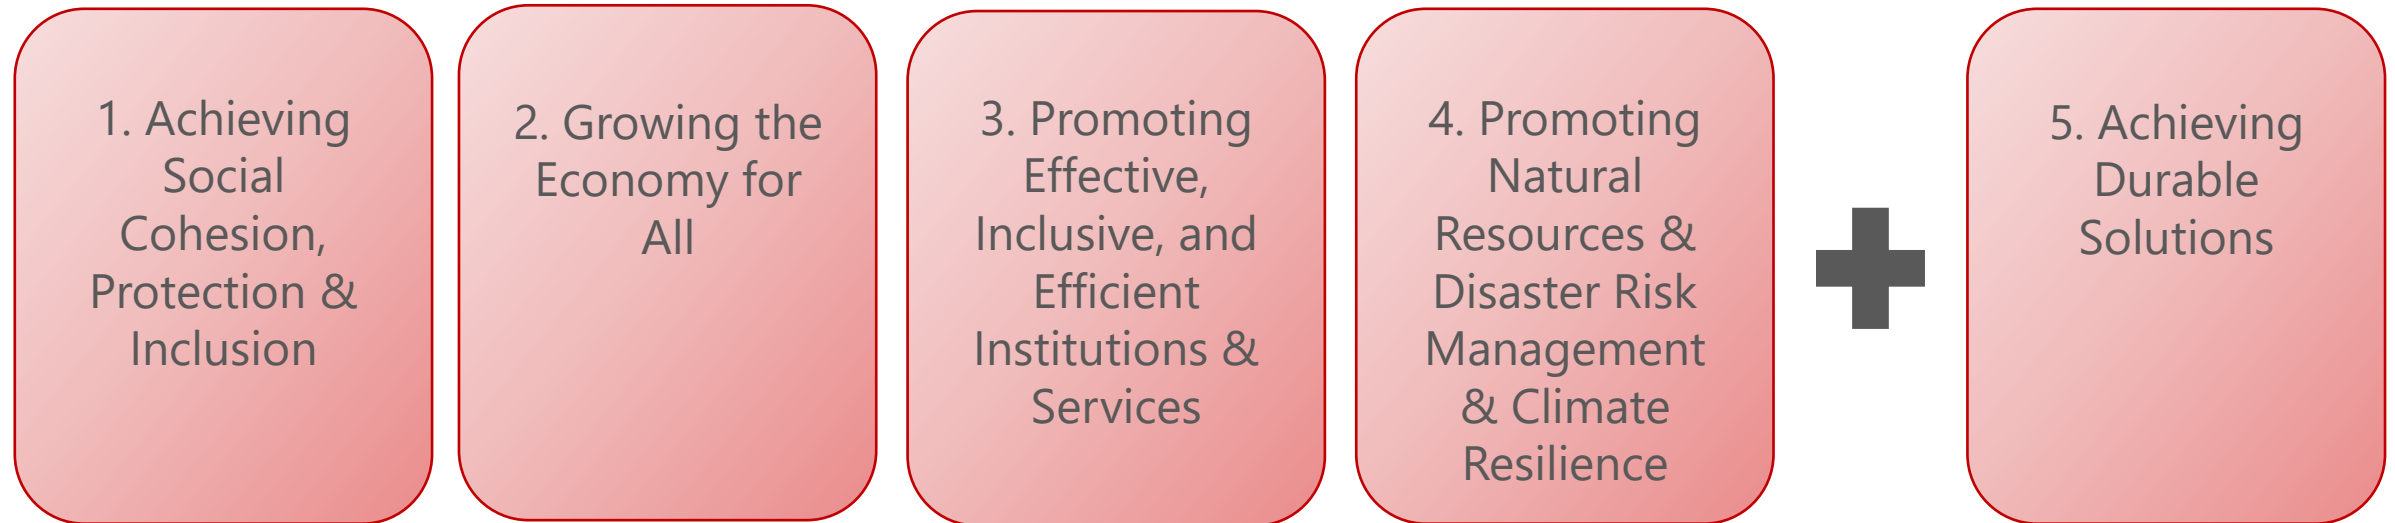 1. Achieving
Social
Cohesion,
Protection &
Inclusion
2. Growing the
Economy for
All
3. Promoting
Effective,
Inclusive, and
Efficient
Institutions &
Services
4. Promoting
Natural
Resources &
Disaster Risk
Management
& Climate
Resilience
5. Achieving
Durable
Solutions